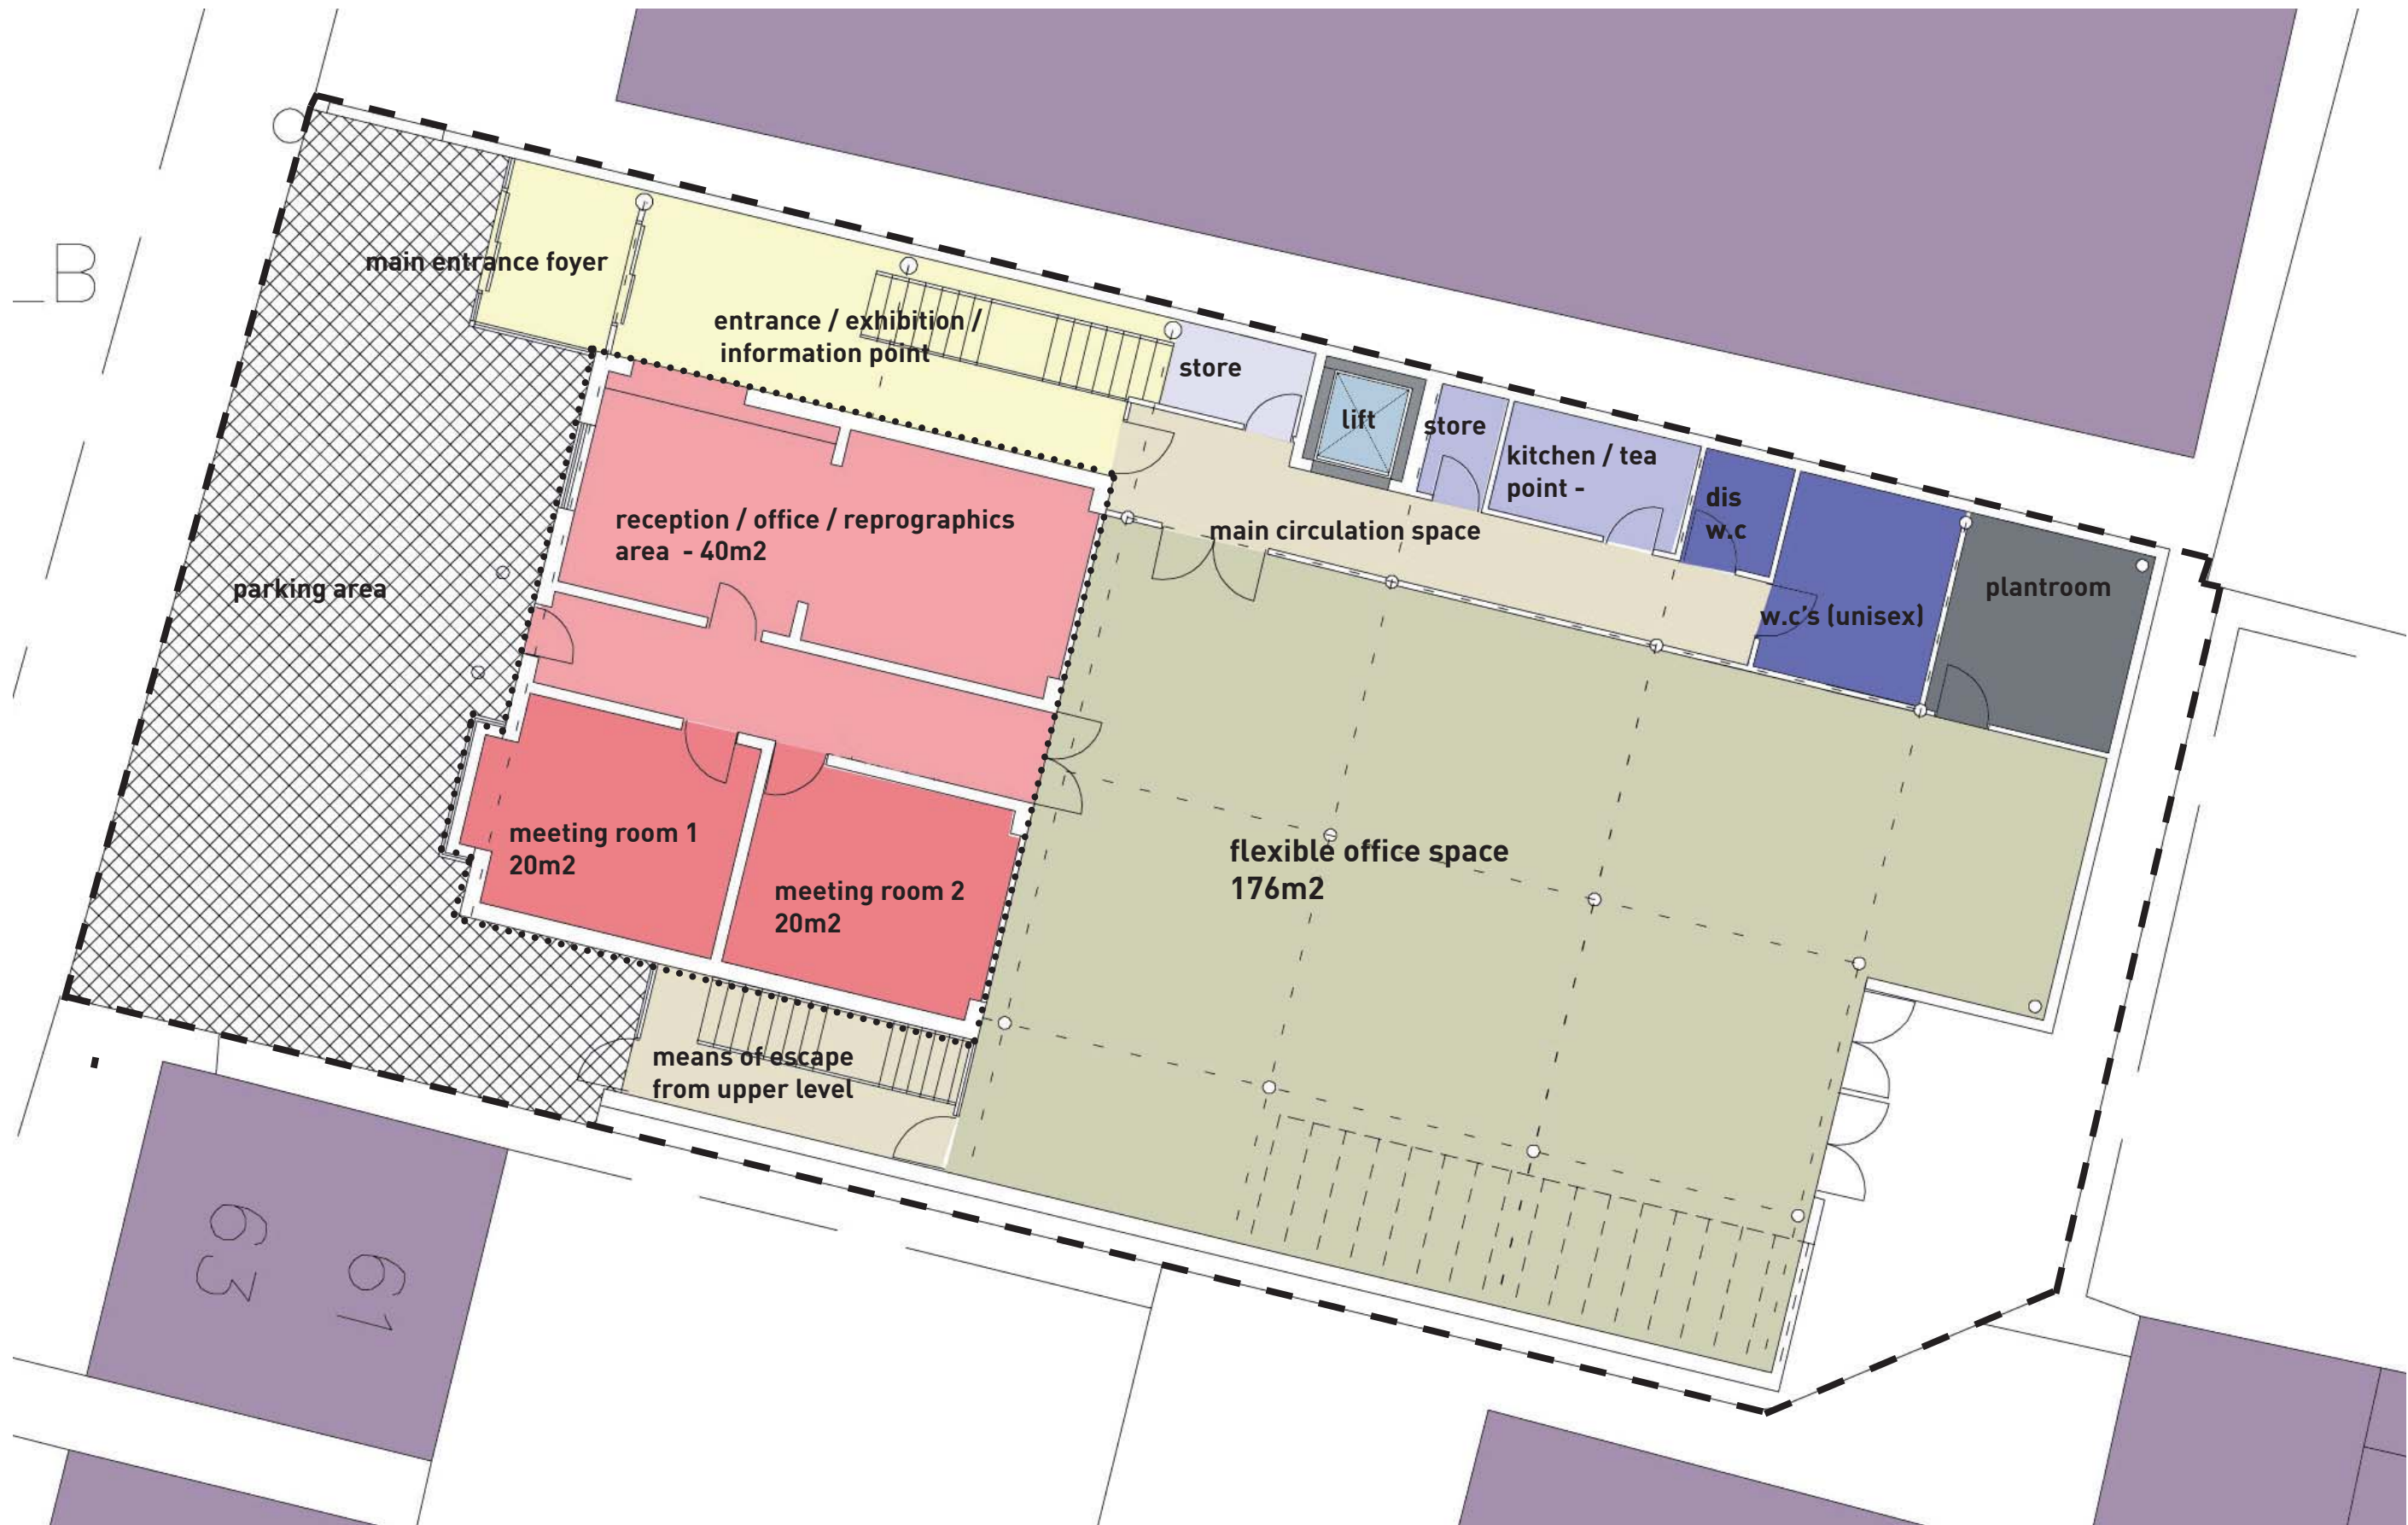 _B
main entrance foyer
entrance / exhibition /
information point
store
lift
store
kitchen / tea
point -
dis
w.c
main circulation space
reception / office / reprographics
area - 40m2
parking area
w.c's (unisex)
plantroom
meeting room 1
20m2
meeting room 2
20m2
flexible office space
176m2
means of escape
from upper level
63
61